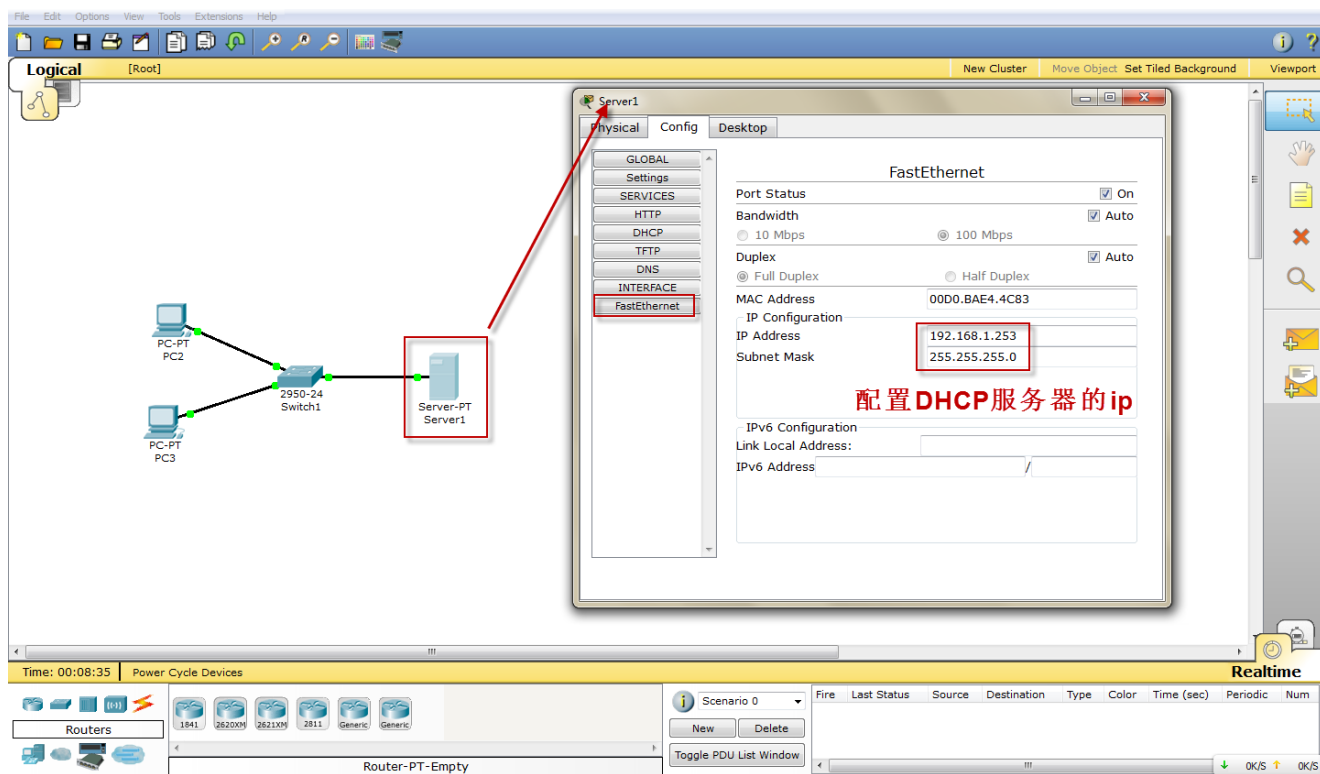 File Edit Options View Tools Extensions Help
Logical [Root] New Cluster Move Object Set Tiled Background Viewport
Server1
Physical Config Desktop
GLOBAL
Settings
SERVICES
HTTP
DHCP
TFTP
DNS
INTERFACE
FastEthernet
FastEthernet
Port Status On
Bandwidth Auto
10 Mbps 100 Mbps
Duplex Auto
Full Duplex Half Duplex
MAC Address 00D0.BAE4.4C83
IP Configuration
IP Address 192.168.1.253
Subnet Mask 255.255.255.0
配置DHCP服务器的ip
IPv6 Configuration
Link Local Address:
IPv6 Address /
PC-PT
PC2
2950-24
Switch1
Server-PT
Server1
PC-PT
PC3
Time: 00:08:35 Power Cycle Devices Realtime
Routers
1841 2620XM 2621XM 2811 Generic Generic
Router-PT-Empty
Scenario 0
New Delete
Toggle PDU List Window
Fire Last Status Source Destination Type Color Time (sec) Periodic Num
0K/S 0K/S